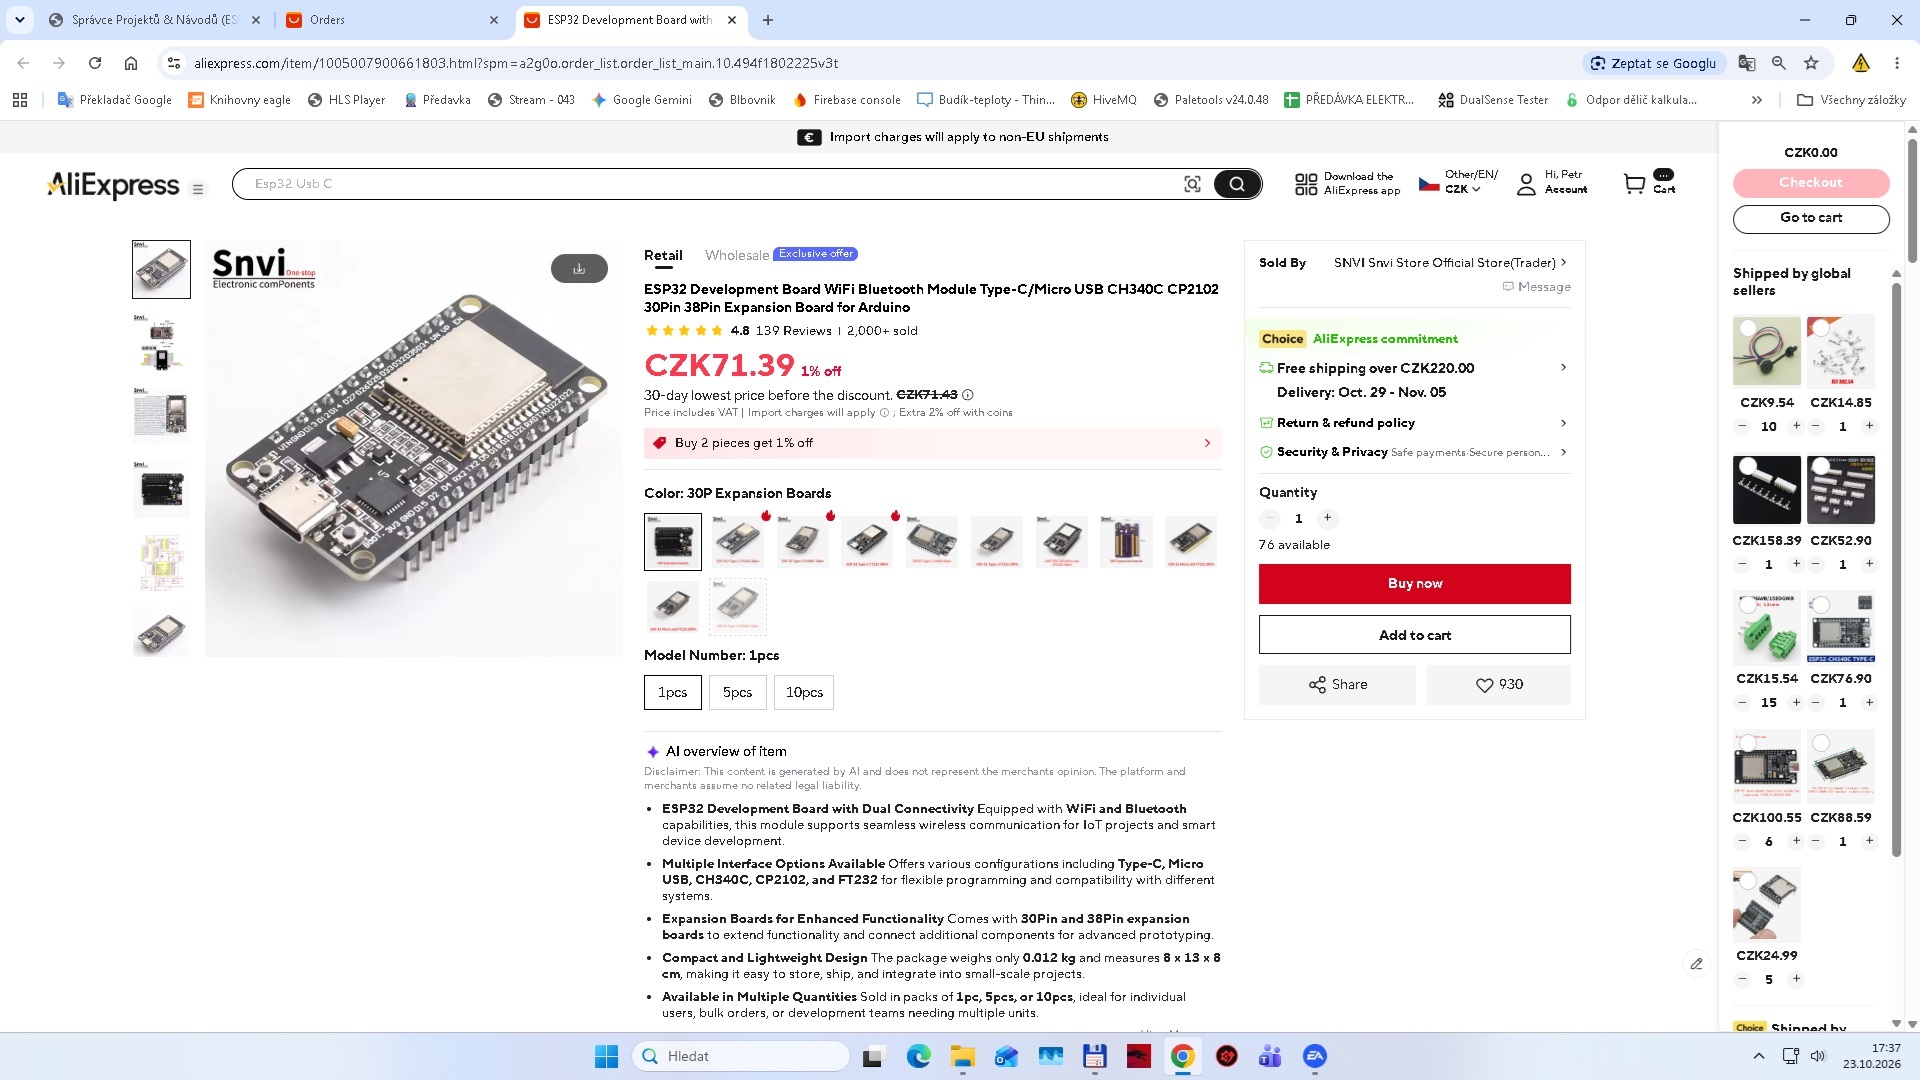 Správce Projektů & Návodů (ES
Orders
ESP32 Development Board with
aliexpress.com/item/1005007900661803.html?spm=a2g0o.order_list.order_list_main.10.494f1802225v3t
Zeptat se Googlu
Překladač Google
Knihovny eagle
HLS Player
Předavka
Stream - 043
Google Gemini
Blbovnik
Firebase console
Budík-teploty - Thin...
HiveMQ
Paletools v24.0.48
PŘEDÁVKA ELEKTR...
DualSense Tester
Odpor dělič kalkula...
Všechny záložky
Import charges will apply to non-EU shipments
AliExpress
Esp32 Usb C
Download the
AliExpress app
Other/EN/
CZK
Hi, Petr
Account
Cart
Snvi One-stop
Electronic comPonents
Retail
Wholesale
Exclusive offer
ESP32 Development Board WiFi Bluetooth Module Type-C/Micro USB CH340C CP2102
30Pin 38Pin Expansion Board for Arduino
4.8 139 Reviews | 2,000+ sold
CZK71.39 1% off
30-day lowest price before the discount. CZK71.43
Price includes VAT | Import charges will apply ; Extra 2% off with coins
Buy 2 pieces get 1% off
Color: 30P Expansion Boards
Model Number: 1pcs
1pcs
5pcs
10pcs
AI overview of item
Disclaimer: This content is generated by AI and does not represent the merchants opinion. The platform and
merchants assume no related legal liability.
• ESP32 Development Board with Dual Connectivity Equipped with WiFi and Bluetooth
capabilities, this module supports seamless wireless communication for IoT projects and smart
device development.
• Multiple Interface Options Available Offers various configurations including Type-C, Micro
USB, CH340C, CP2102, and FT232 for flexible programming and compatibility with different
systems.
• Expansion Boards for Enhanced Functionality Comes with 30Pin and 38Pin expansion
boards to extend functionality and connect additional components for advanced prototyping.
• Compact and Lightweight Design The package weighs only 0.012 kg and measures 8 x 13 x 8
cm, making it easy to store, ship, and integrate into small-scale projects.
• Available in Multiple Quantities Sold in packs of 1pc, 5pcs, or 10pcs, ideal for individual
users, bulk orders, or development teams needing multiple units.
Sold By
SNVI Snvi Store Official Store(Trader)
Message
Choice AliExpress commitment
Free shipping over CZK220.00
Delivery: Oct. 29 - Nov. 05
Return & refund policy
Security & Privacy Safe payments·Secure person...
Quantity
1
76 available
Buy now
Add to cart
Share
930
CZK0.00
Checkout
Go to cart
Shipped by global
sellers
CZK9.54 CZK14.85
10 1
CZK158.39 CZK52.90
1 1
ESP32 CH340C TYPE-C
CZK15.54 CZK76.90
15 1
CZK100.55 CZK88.59
6 1
CZK24.99
5
Choice Shipped by
Hledat
17:37
23.10.2026